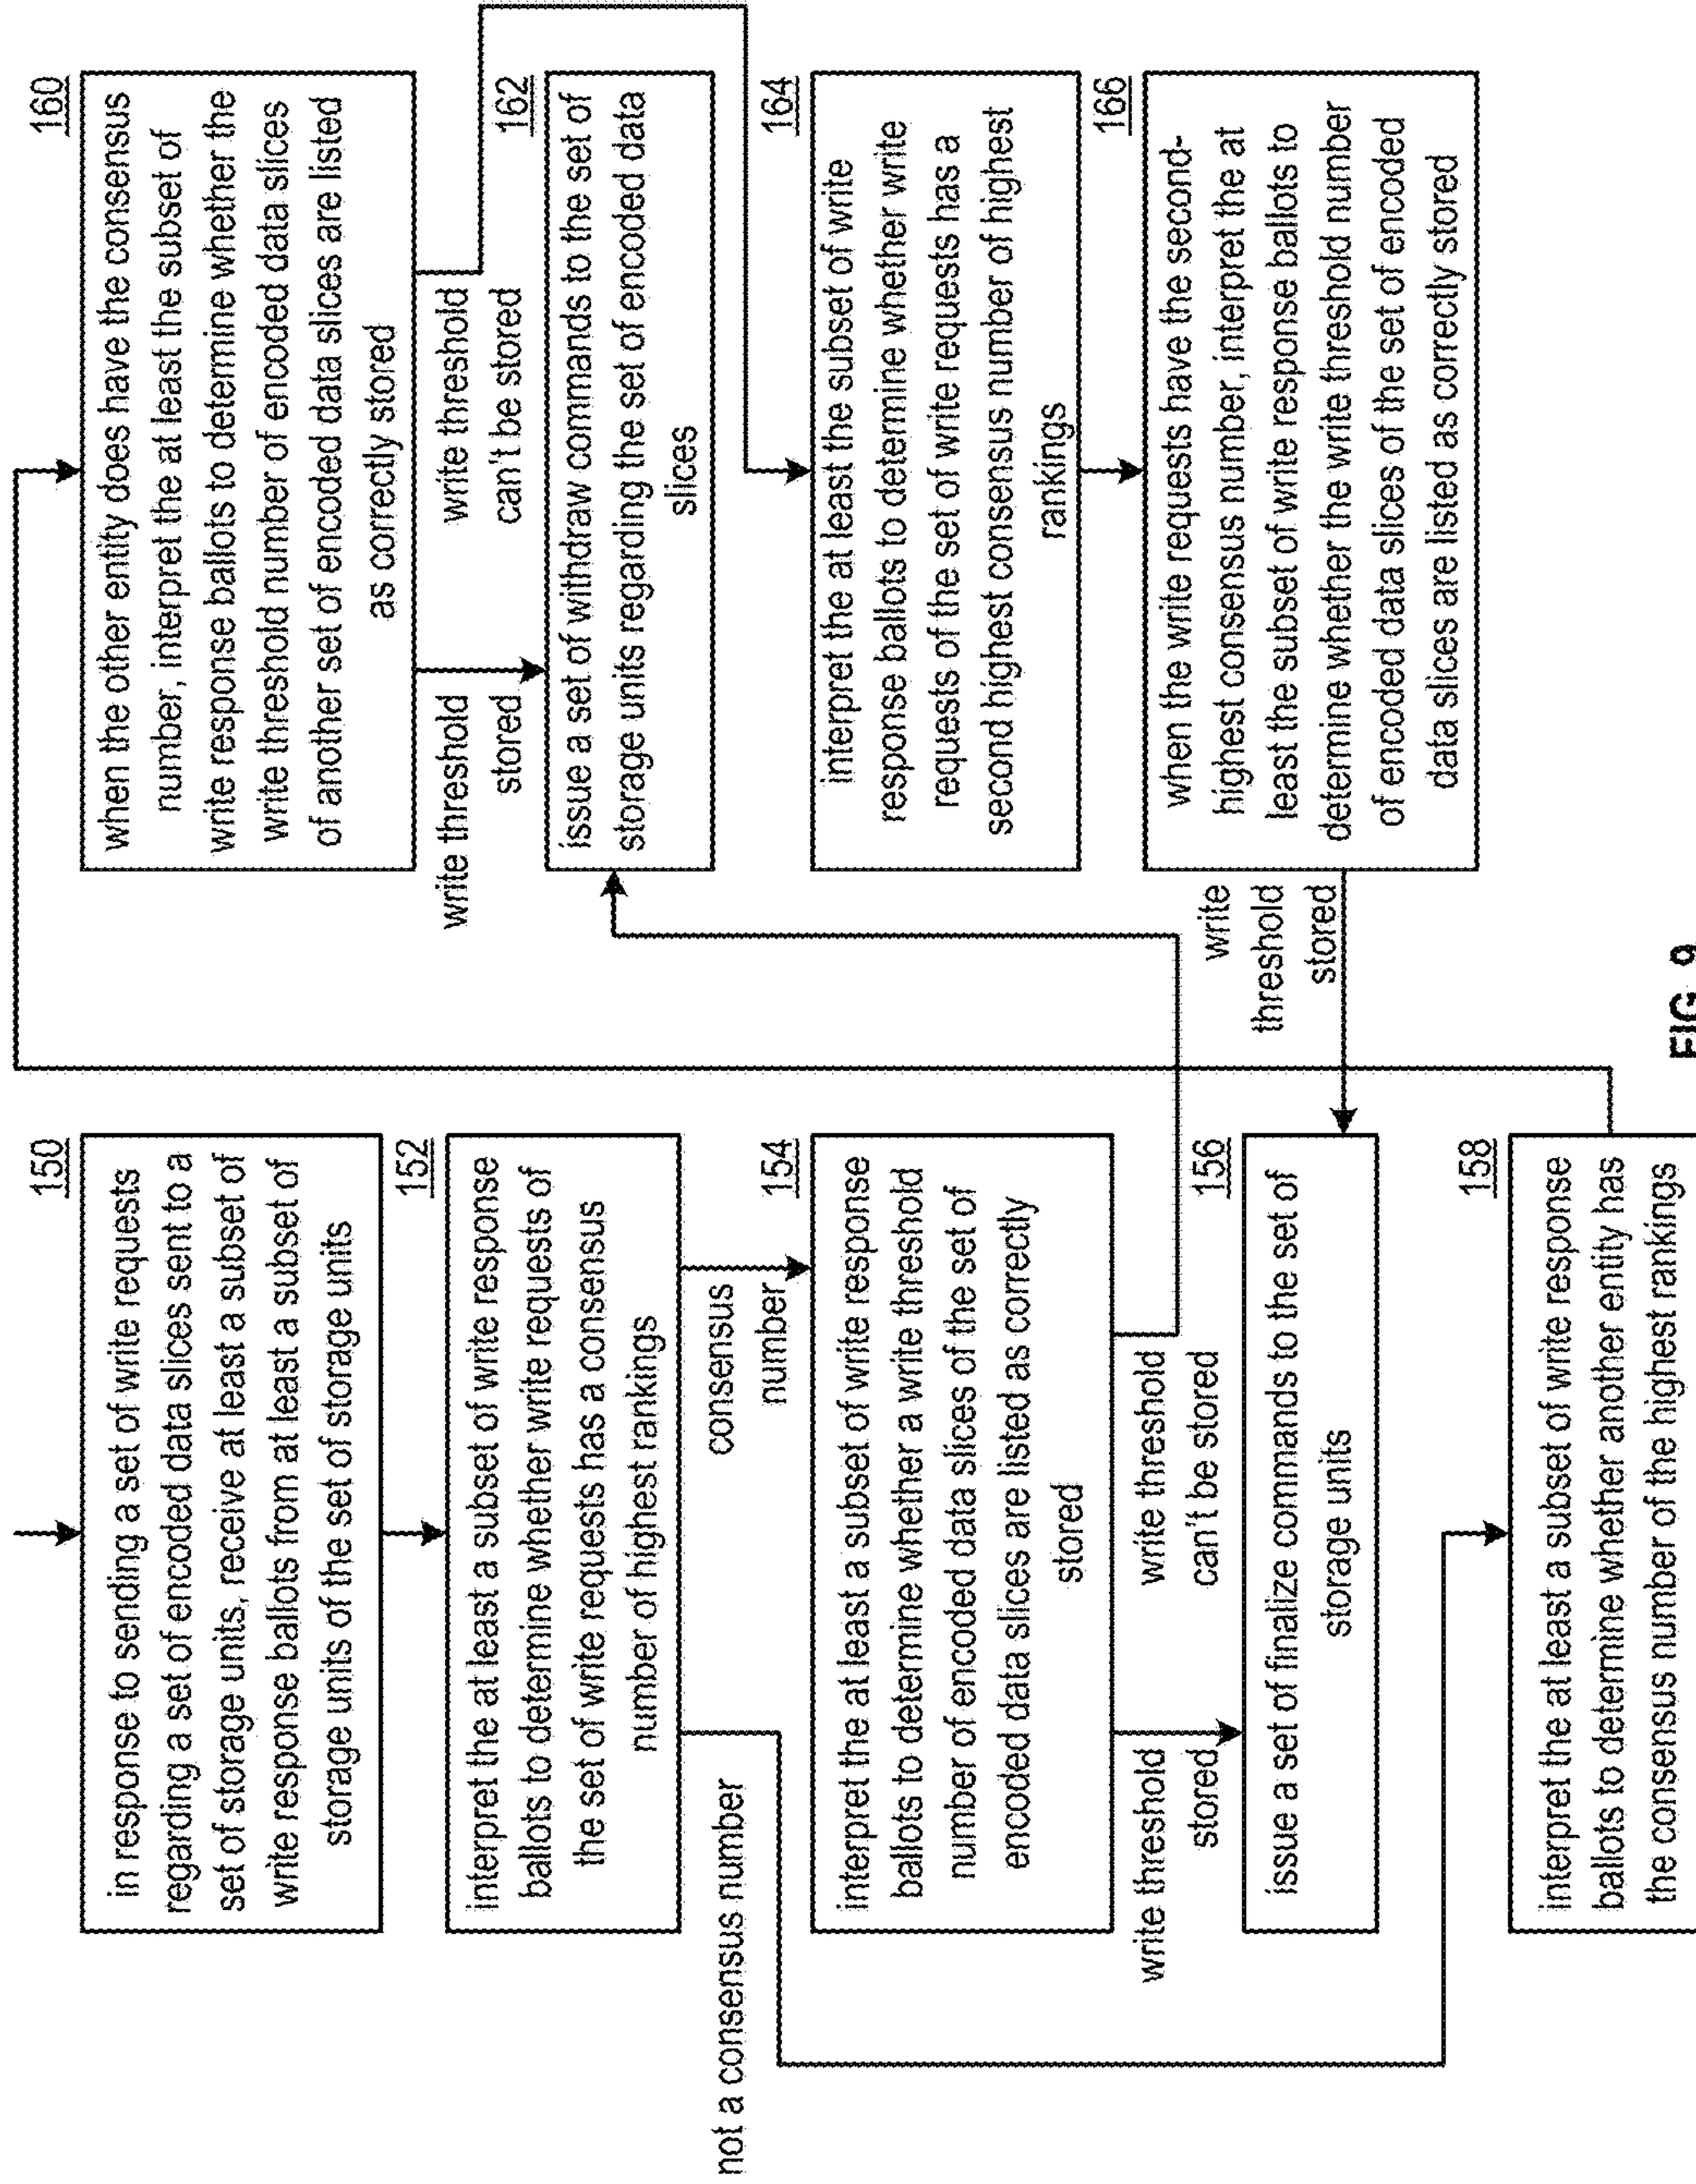 150
in response to sending a set of write requests
regarding a set of encoded data slices sent to a
set of storage units, receive at least a subset of
write response ballots from at least a subset of
storage units of the set of storage units
152
interpret the at least a subset of write response
ballots to determine whether write requests of
the set of write requests has a consensus
number of highest rankings
not a consensus number
consensus
number
154
interpret the at least a subset of write response
ballots to determine whether a write threshold
number of encoded data slices of the set of
encoded data slices are listed as correctly
stored
write threshold
stored
write threshold
can't be stored
156
issue a set of finalize commands to the set of
storage units
158
interpret the at least a subset of write response
ballots to determine whether another entity has
the consensus number of the highest rankings
160
when the other entity does have the consensus
number, interpret the at least the subset of
write response ballots to determine whether the
write threshold number of encoded data slices
of another set of encoded data slices are listed
as correctly stored
write threshold
stored
write threshold
can't be stored
162
issue a set of withdraw commands to the set of
storage units regarding the set of encoded data
slices
164
interpret the at least the subset of write
response ballots to determine whether write
requests of the set of write requests has a
second highest consensus number of highest
rankings
166
when the write requests have the second-
highest consensus number, interpret the at
least the subset of write response ballots to
determine whether the write threshold number
of encoded data slices of the set of encoded
data slices are listed as correctly stored
write
threshold
stored
FIG. 9